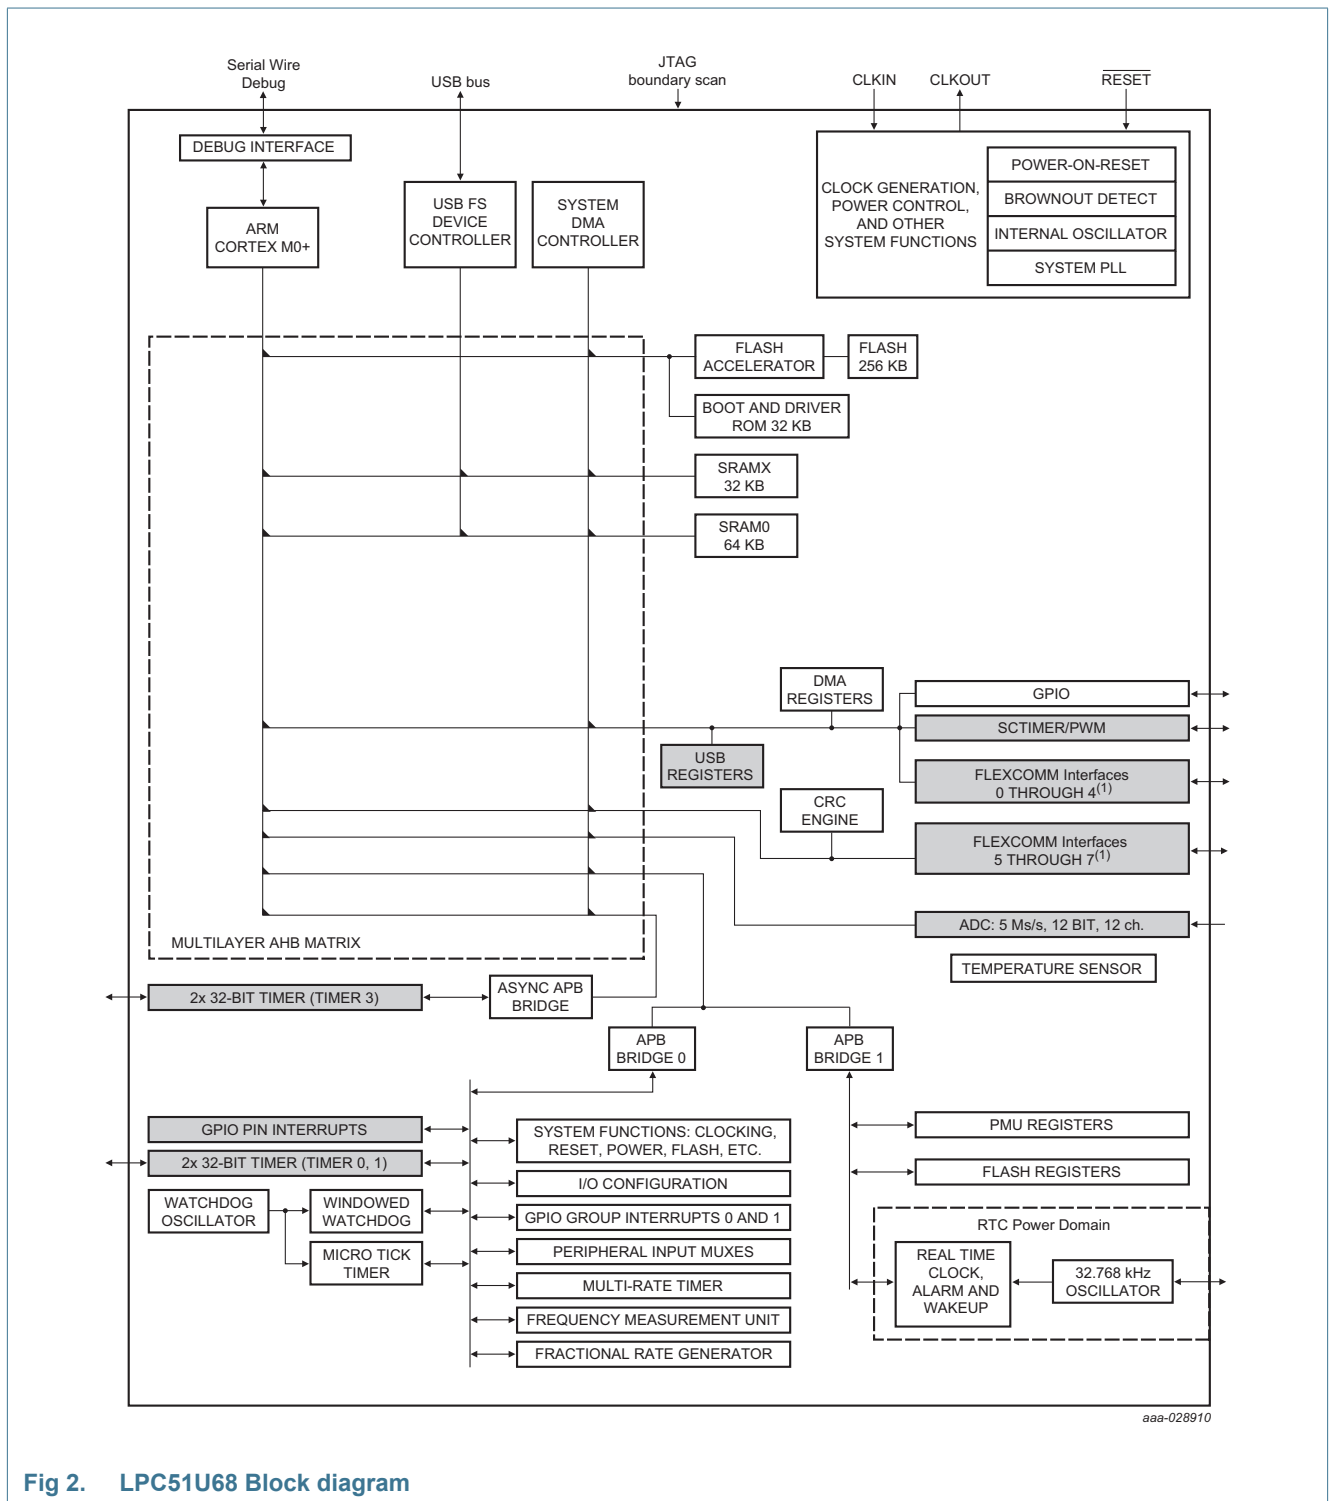 Serial Wire
Debug
USB bus
JTAG
boundary scan
CLKIN
CLKOUT
RESET
DEBUG INTERFACE
ARM
CORTEX M0+
USB FS
DEVICE
CONTROLLER
SYSTEM
DMA
CONTROLLER
CLOCK GENERATION,
POWER CONTROL,
AND OTHER
SYSTEM FUNCTIONS
POWER-ON-RESET
BROWNOUT DETECT
INTERNAL OSCILLATOR
SYSTEM PLL
FLASH
ACCELERATOR
FLASH
256 KB
BOOT AND DRIVER
ROM 32 KB
SRAMX
32 KB
SRAM0
64 KB
DMA
REGISTERS
GPIO
SCTIMER/PWM
USB
REGISTERS
FLEXCOMM Interfaces
0 THROUGH 4(1)
CRC
ENGINE
FLEXCOMM Interfaces
5 THROUGH 7(1)
ADC: 5 Ms/s, 12 BIT, 12 ch.
MULTILAYER AHB MATRIX
TEMPERATURE SENSOR
2x 32-BIT TIMER (TIMER 3)
ASYNC APB
BRIDGE
APB
BRIDGE 0
APB
BRIDGE 1
GPIO PIN INTERRUPTS
2x 32-BIT TIMER (TIMER 0, 1)
WATCHDOG
OSCILLATOR
WINDOWED
WATCHDOG
MICRO TICK
TIMER
SYSTEM FUNCTIONS: CLOCKING,
RESET, POWER, FLASH, ETC.
I/O CONFIGURATION
GPIO GROUP INTERRUPTS 0 AND 1
PERIPHERAL INPUT MUXES
MULTI-RATE TIMER
FREQUENCY MEASUREMENT UNIT
FRACTIONAL RATE GENERATOR
PMU REGISTERS
FLASH REGISTERS
RTC Power Domain
REAL TIME
CLOCK,
ALARM AND
WAKEUP
32.768 kHz
OSCILLATOR
aaa-028910
Fig 2. LPC51U68 Block diagram